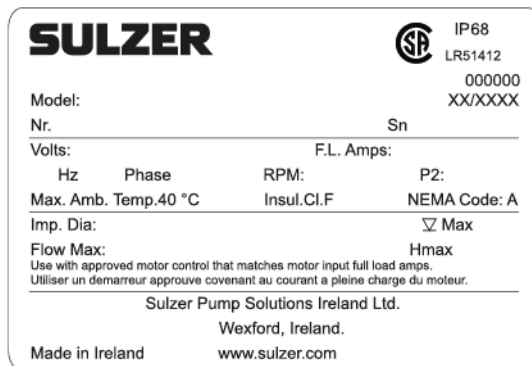 SULZER
IP68
LR51412
000000
Model: XX/XXXX
Nr. Sn
Volts: F.L. Amps:
Hz Phase RPM: P2:
Max. Amb. Temp.40 °C Insul.Cl.F NEMA Code: A
Imp. Dia: ▽ Max
Flow Max: Hmax
Use with approved motor control that matches motor input full load amps.
Utiliser un demarreur approuve covenant au courant a pleine charge du moteur.
Sulzer Pump Solutions Ireland Ltd.
Wexford, Ireland.
Made in Ireland www.sulzer.com